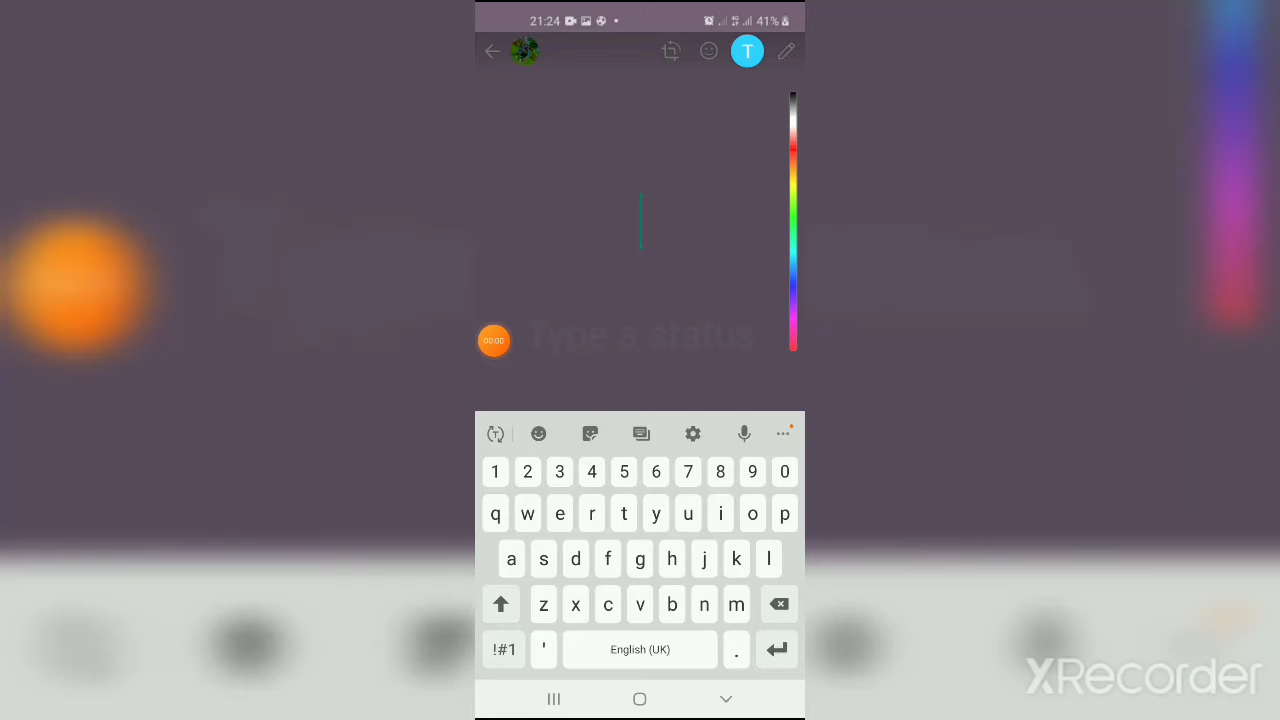 21:24 41%
T
00:00 Type a status
1 2 3 4 5 6 7 8 9 0
q w e r t y u i o p
a s d f g h j k l
z x c v b n m
!#1 ' English (UK) .
XRecorder